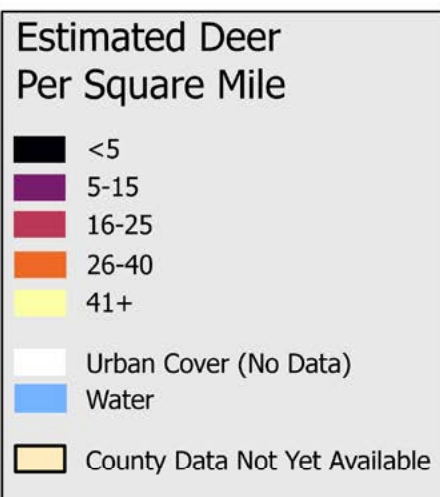 Estimated Deer
Per Square Mile
<5
5-15
16-25
26-40
41+
Urban Cover (No Data)
Water
County Data Not Yet Available